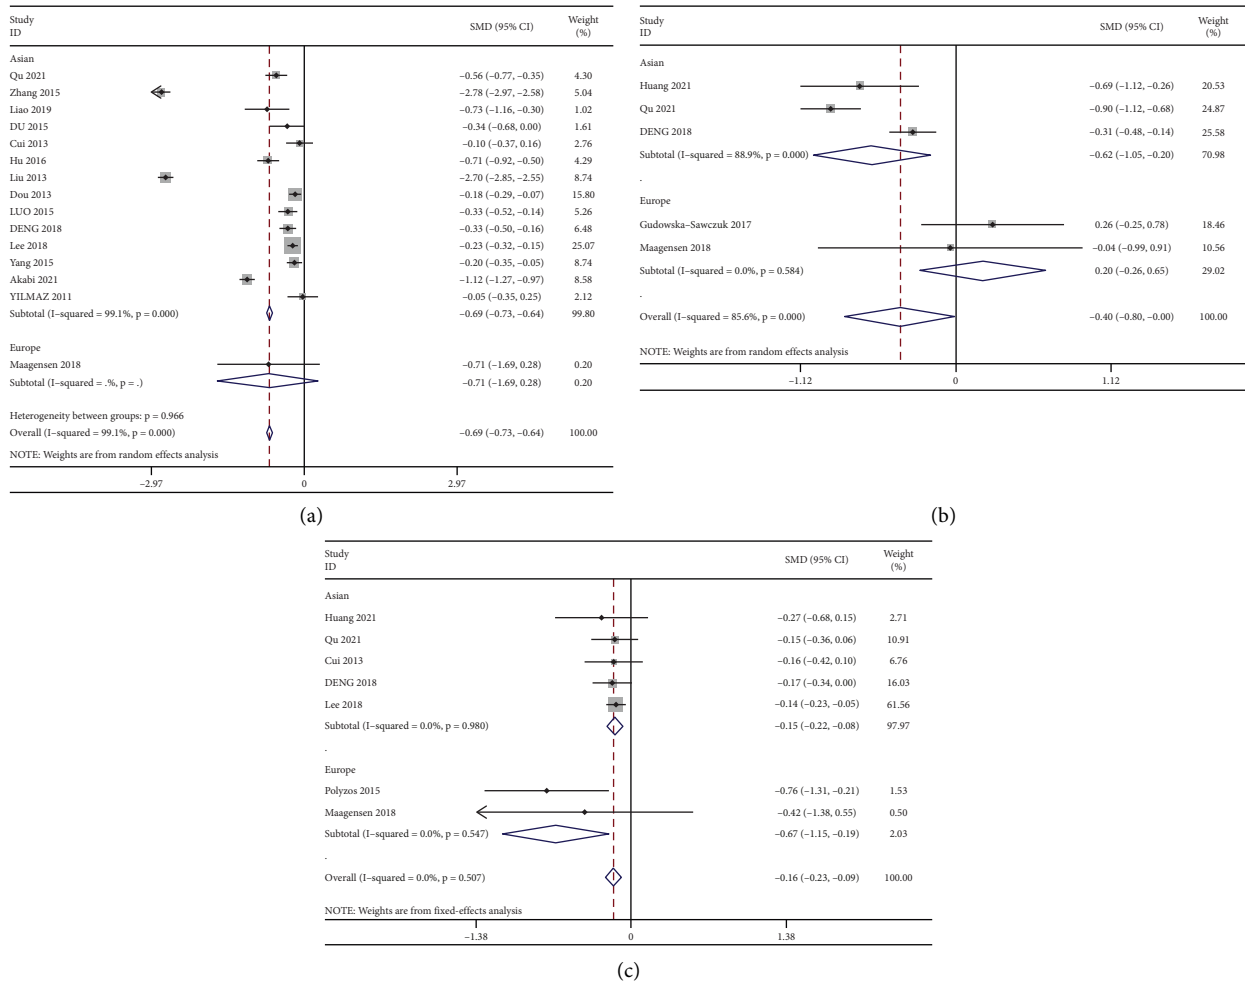 Study
ID
SMD (95% CI)
Weight
(%)
Asian
Qu 2021 −0.56 (−0.77, −0.35) 4.30
Zhang 2015 −2.78 (−2.97, −2.58) 5.04
Liao 2019 −0.73 (−1.16, −0.30) 1.02
DU 2015 −0.34 (−0.68, 0.00) 1.61
Cui 2013 −0.10 (−0.37, 0.16) 2.76
Hu 2016 −0.71 (−0.92, −0.50) 4.29
Liu 2013 −2.70 (−2.85, −2.55) 8.74
Dou 2013 −0.18 (−0.29, −0.07) 15.80
LUO 2015 −0.33 (−0.52, −0.14) 5.26
DENG 2018 −0.33 (−0.50, −0.16) 6.48
Lee 2018 −0.23 (−0.32, −0.15) 25.07
Yang 2015 −0.20 (−0.35, −0.05) 8.74
Akabi 2021 −1.12 (−1.27, −0.97) 8.58
YILMAZ 2011 −0.05 (−0.35, 0.25) 2.12
Subtotal (I−squared = 99.1%, p = 0.000) −0.69 (−0.73, −0.64) 99.80
Europe
Maagensen 2018 −0.71 (−1.69, 0.28) 0.20
Subtotal (I−squared = .%, p = .) −0.71 (−1.69, 0.28) 0.20
Heterogeneity between groups: p = 0.966
Overall (I−squared = 99.1%, p = 0.000) −0.69 (−0.73, −0.64) 100.00
NOTE: Weights are from random effects analysis
−2.97 0 2.97
(a)
Study
ID
SMD (95% CI)
Weight
(%)
Asian
Huang 2021 −0.69 (−1.12, −0.26) 20.53
Qu 2021 −0.90 (−1.12, −0.68) 24.87
DENG 2018 −0.31 (−0.48, −0.14) 25.58
Subtotal (I−squared = 88.9%, p = 0.000) −0.62 (−1.05, −0.20) 70.98
.
Europe
Gudowska−Sawczuk 2017 0.26 (−0.25, 0.78) 18.46
Maagensen 2018 −0.04 (−0.99, 0.91) 10.56
Subtotal (I−squared = 0.0%, p = 0.584) 0.20 (−0.26, 0.65) 29.02
.
Overall (I−squared = 85.6%, p = 0.000) −0.40 (−0.80, −0.00) 100.00
NOTE: Weights are from random effects analysis
−1.12 0 1.12
(b)
Study
ID
SMD (95% CI)
Weight
(%)
Asian
Huang 2021 −0.27 (−0.68, 0.15) 2.71
Qu 2021 −0.15 (−0.36, 0.06) 10.91
Cui 2013 −0.16 (−0.42, 0.10) 6.76
DENG 2018 −0.17 (−0.34, 0.00) 16.03
Lee 2018 −0.14 (−0.23, −0.05) 61.56
Subtotal (I−squared = 0.0%, p = 0.980) −0.15 (−0.22, −0.08) 97.97
.
Europe
Polyzos 2015 −0.76 (−1.31, −0.21) 1.53
Maagensen 2018 −0.42 (−1.38, 0.55) 0.50
Subtotal (I−squared = 0.0%, p = 0.547) −0.67 (−1.15, −0.19) 2.03
.
Overall (I−squared = 0.0%, p = 0.507) −0.16 (−0.23, −0.09) 100.00
NOTE: Weights are from fixed−effects analysis
−1.38 0 1.38
(c)